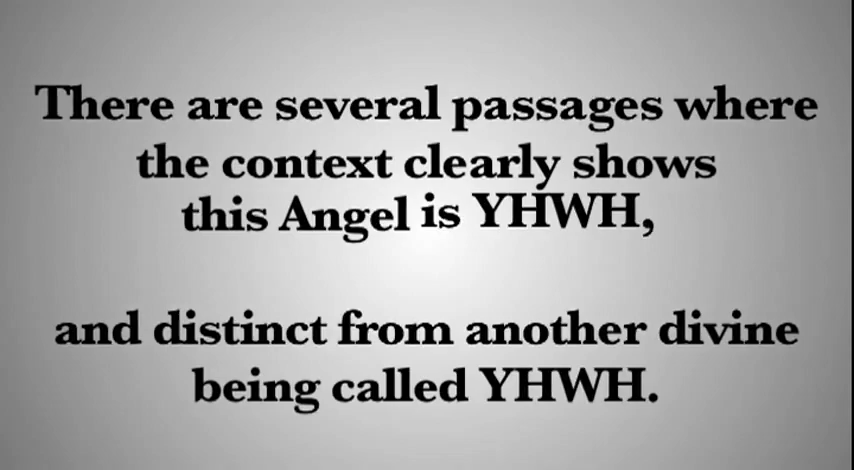 There are several passages where
the context clearly shows
this Angel is YHWH,
and distinct from another divine
being called YHWH.